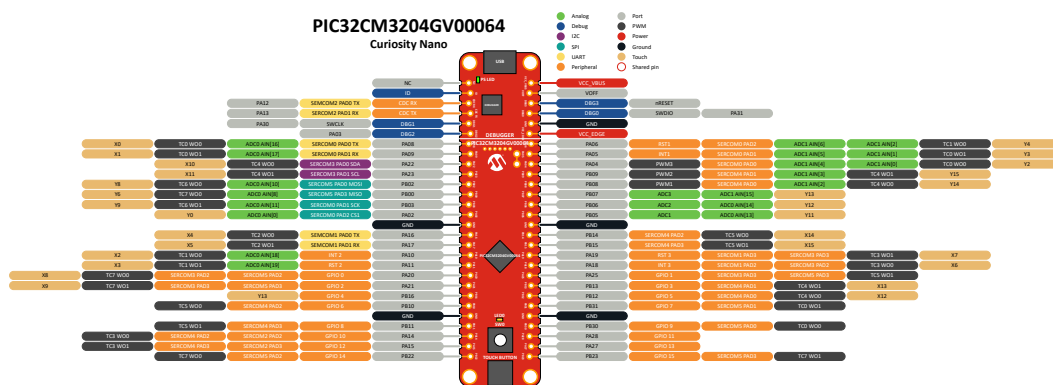 PIC32CM3204GV00064
Curiosity Nano
Analog
Debug
I2C
SPI
UART
Peripheral
Port
PWM
Power
Ground
Touch
Shared pin
USB
PS LED
DEBUGGER
PIC32CM3204GV00064
PIC32CM3204GV00064
LED0
SW0
TOUCH BUTTON
NC
ID
PA12 SEMCOM2 PAD0 TX CDC RX
PA13 SERCOM2 PAD1 RX CDC TX
PA30 SWCLK DBG1
PA03 DBG2
X0 TC0 WO0 ADC0 AIN[16] SERCOM0 PAD0 TX PA08
X1 TC0 WO1 ADC0 AIN[17] SERCOM0 PAD1 RX PA09
X10 TC4 WO0 SERCOM3 PAD0 SDA PA22
X11 TC4 WO1 SERCOM3 PAD1 SCL PA23
Y8 TC6 WO0 ADC0 AIN[10] SERCOM5 PAD0 MOSI PB02
Y6 TC7 WO0 ADC0 AIN[8] SERCOM5 PAD3 MISO PB00
Y9 TC6 WO1 ADC0 AIN[11] SERCOM0 PAD1 SCK PB03
Y0 ADC0 AIN[0] SERCOM0 PAD2 CS1 PA02
GND
X4 TC2 WO0 SERCOM1 PAD0 TX PA16
X5 TC2 WO1 SERCOM1 PAD1 RX PA17
X2 TC1 WO0 ADC0 AIN[18] INT 2 PA10
X3 TC1 WO1 ADC0 AIN[19] RST 2 PA11
X8 TC7 WO0 SERCOM3 PAD2 SERCOM5 PAD2 GPIO 0 PA20
X9 TC7 WO1 SERCOM3 PAD3 SERCOM5 PAD3 GPIO 2 PA21
Y13 GPIO 4 PB16
TC5 WO0 SERCOM4 PAD2 GPIO 6 PB10
GND
TC5 WO1 SERCOM4 PAD3 GPIO 8 PB11
TC3 WO0 SERCOM4 PAD2 SERCOM2 PAD2 GPIO 10 PA14
TC3 WO1 SERCOM4 PAD3 SERCOM2 PAD3 GPIO 12 PA15
TC7 WO0 SERCOM5 PAD2 GPIO 14 PB22
VCC_VBUS
VOFF
DBG3 nRESET
DBG0 SWDIO PA31
GND
VCC_EDGE
PA06 RST1 SERCOM0 PAD2 ADC1 AIN[6] ADC1 AIN[2] TC1 WO0 Y4
PA05 INT1 SERCOM0 PAD1 ADC1 AIN[5] ADC1 AIN[1] TC0 WO1 Y3
PA04 PWM3 SERCOM0 PAD0 ADC1 AIN[4] ADC1 AIN[0] TC0 WO0 Y2
PB09 PWM2 SERCOM4 PAD1 ADC1 AIN[3] TC4 WO1 Y15
PB08 PWM1 SERCOM4 PAD0 ADC1 AIN[2] TC4 WO0 Y14
PB07 ADC3 ADC1 AIN[15] Y13
PB06 ADC2 ADC0 AIN[14] Y12
PB05 ADC1 ADC0 AIN[13] Y11
GND
PB14 SERCOM4 PAD2 TC5 WO0 X14
PB15 SERCOM4 PAD3 TC5 WO1 X15
PA19 RST 3 SERCOM1 PAD3 SERCOM3 PAD3 TC3 WO1 X7
PA18 INT 3 SERCOM1 PAD2 SERCOM3 PAD2 TC3 WO0 X6
PA25 GPIO 1 SERCOM3 PAD3 SERCOM5 PAD3 TC5 WO1
PB13 GPIO 3 SERCOM4 PAD1 TC4 WO1 X13
PB12 GPIO 5 SERCOM4 PAD0 TC4 WO0 X12
PB31 GPIO 7 SERCOM5 PAD1 TC0 WO1
GND
PB30 GPIO 9 SERCOM5 PAD0 TC0 WO0
PA28 GPIO 11
PA27 GPIO 13
PB23 GPIO 15 SERCOM5 PAD3 TC7 WO1